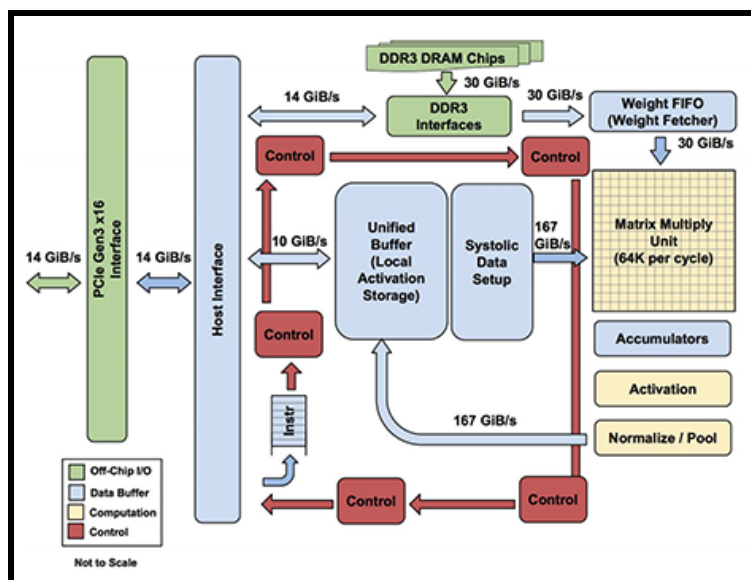 DDR3 DRAM Chips
30 GiB/s
14 GiB/s
DDR3
Interfaces
30 GiB/s
Weight FIFO
(Weight Fetcher)
30 GiB/s
Control
Control
PCIe Gen3 x16
Interface
Host Interface
14 GiB/s
14 GiB/s
10 GiB/s
Unified
Buffer
(Local
Activation
Storage)
Systolic
Data
Setup
167
GiB/s
Matrix Multiply
Unit
(64K per cycle)
Control
Accumulators
Activation
Instr
167 GiB/s
Normalize / Pool
Off-Chip I/O
Data Buffer
Computation
Control
Control
Control
Not to Scale